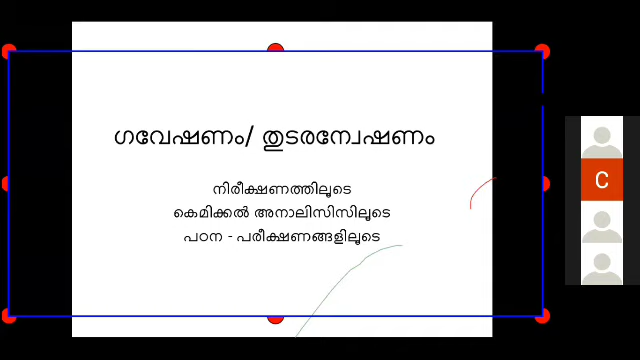 ഗവേഷണം/ തുടരന്വേഷണം
നിരീക്ഷണത്തിലൂടെ
കെമിക്കൽ അനാലിസിസിലൂടെ
പഠന - പരീക്ഷണങ്ങളിലൂടെ
C